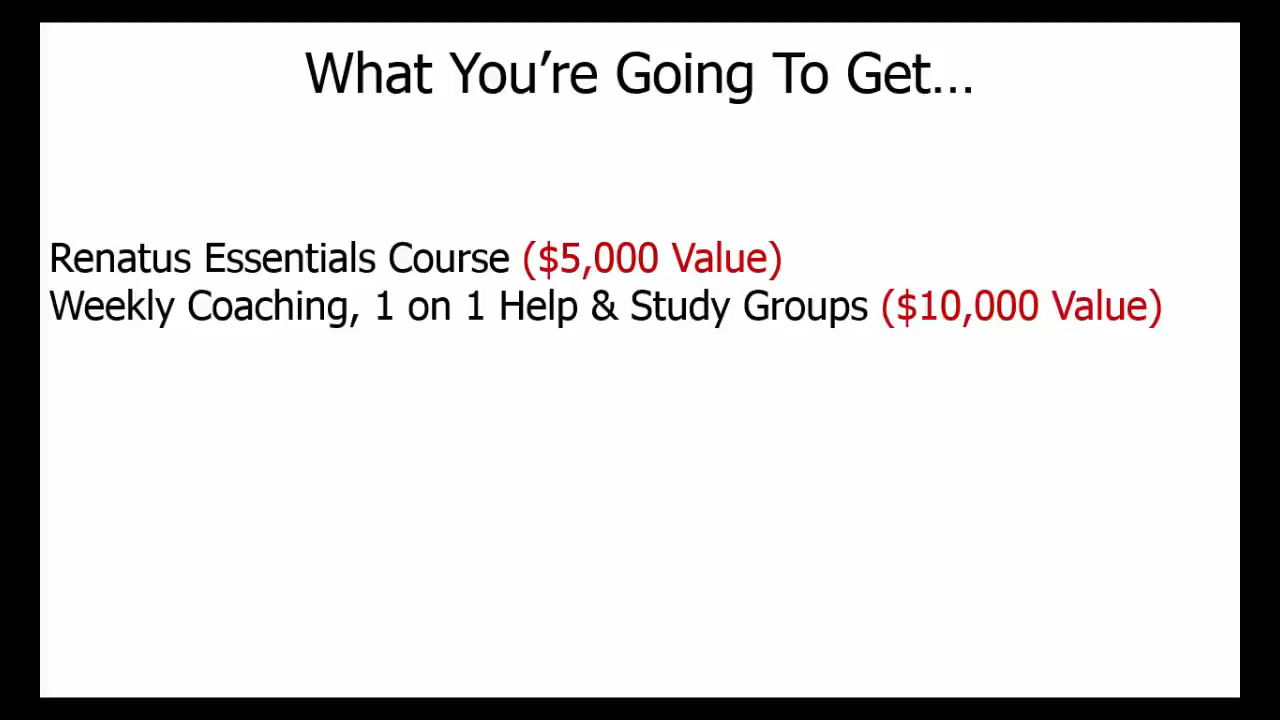 What You’re Going To Get...
Renatus Essentials Course ($5,000 Value)
Weekly Coaching, 1 on 1 Help & Study Groups ($10,000 Value)